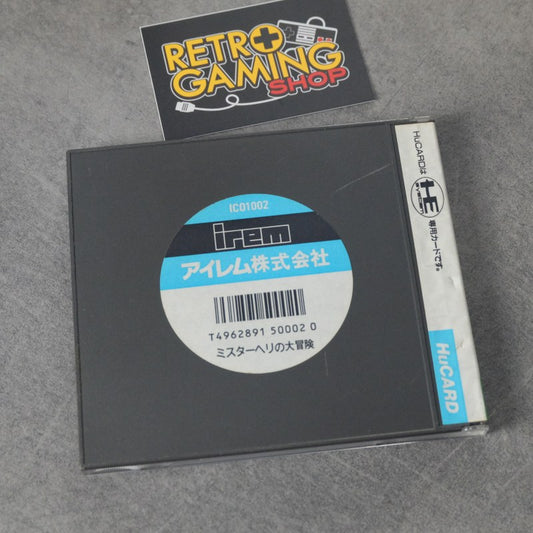 RETRO
GAMING
SHOP
IC01002
irem
アイレム株式会社
T4962891 50002 0
ミスターヘリの大冒険
HuCARDは
HE
SYSTEM
専用カードです。
HuCARD